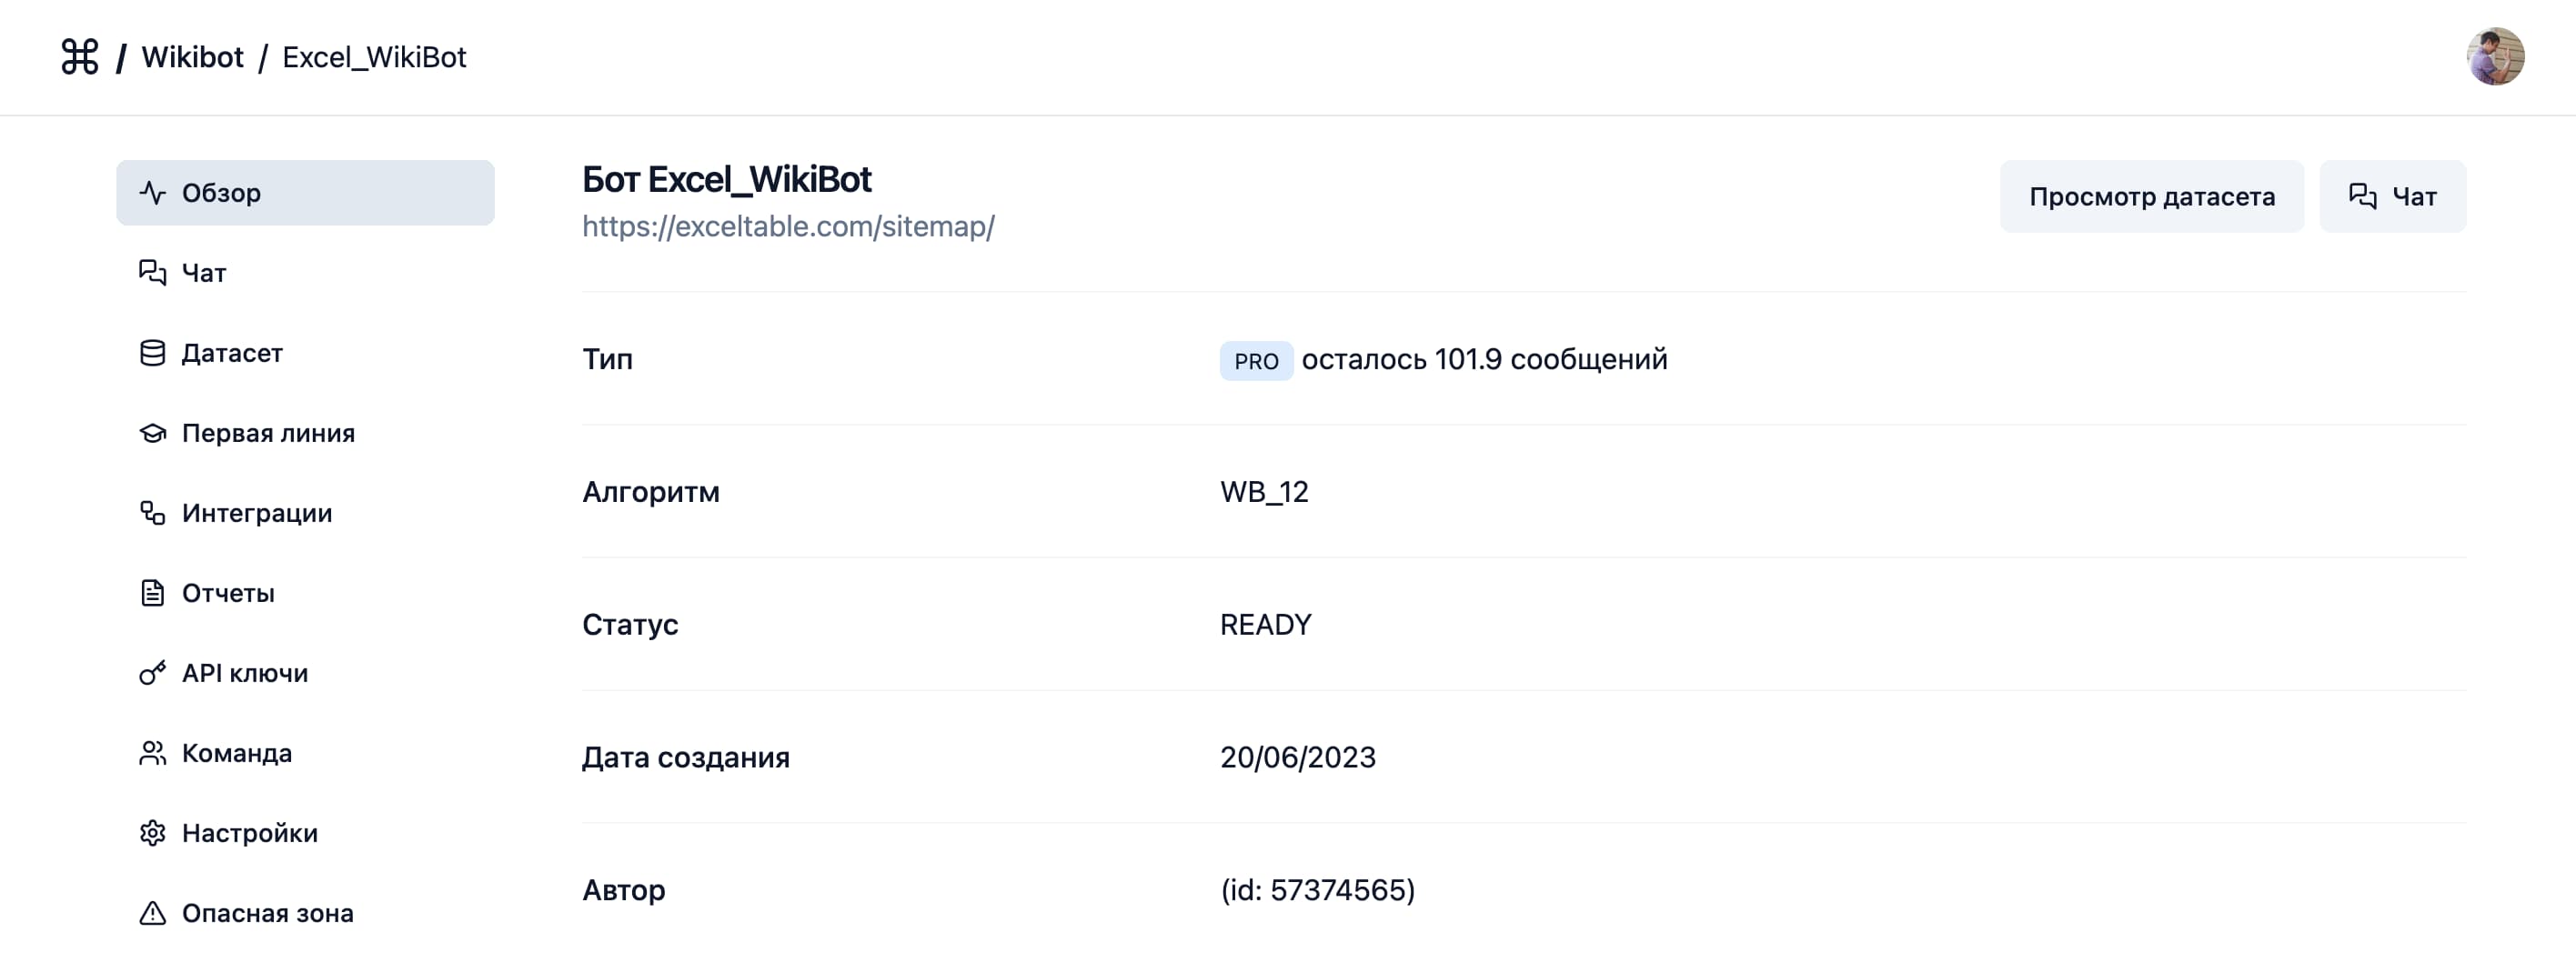 ⌘ / Wikibot / Excel_WikiBot
Обзор
Чат
Датасет
Первая линия
Интеграции
Отчеты
API ключи
Команда
Настройки
Опасная зона
Бот Excel_WikiBot
https://exceltable.com/sitemap/
Просмотр датасета
Чат
Тип
PRO осталось 101.9 сообщений
Алгоритм
WB_12
Статус
READY
Дата создания
20/06/2023
Автор
(id: 57374565)